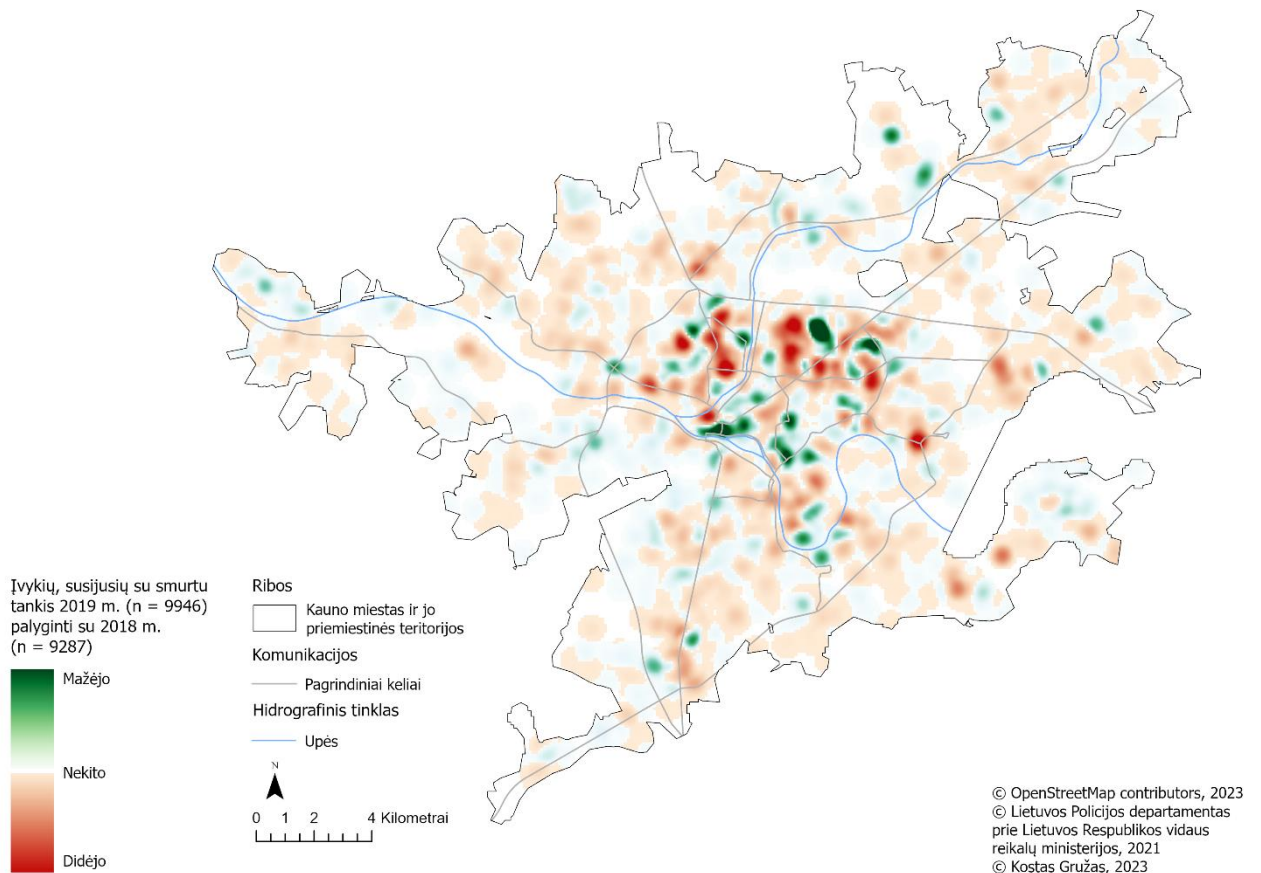 Įvykių, susijusių su smurtu
tankis 2019 m. (n = 9946)
palyginti su 2018 m.
(n = 9287)
Mažėjo
Nekito
Didėjo
Ribos
Kauno miestas ir jo
priemiestinės teritorijos
Komunikacijos
Pagrindiniai keliai
Hidrografinis tinklas
Upės
N
0 1 2 4 Kilometrai
© OpenStreetMap contributors, 2023
© Lietuvos Policijos departamentas
prie Lietuvos Respublikos vidaus
reikalų ministerijos, 2021
© Kostas Gružas, 2023